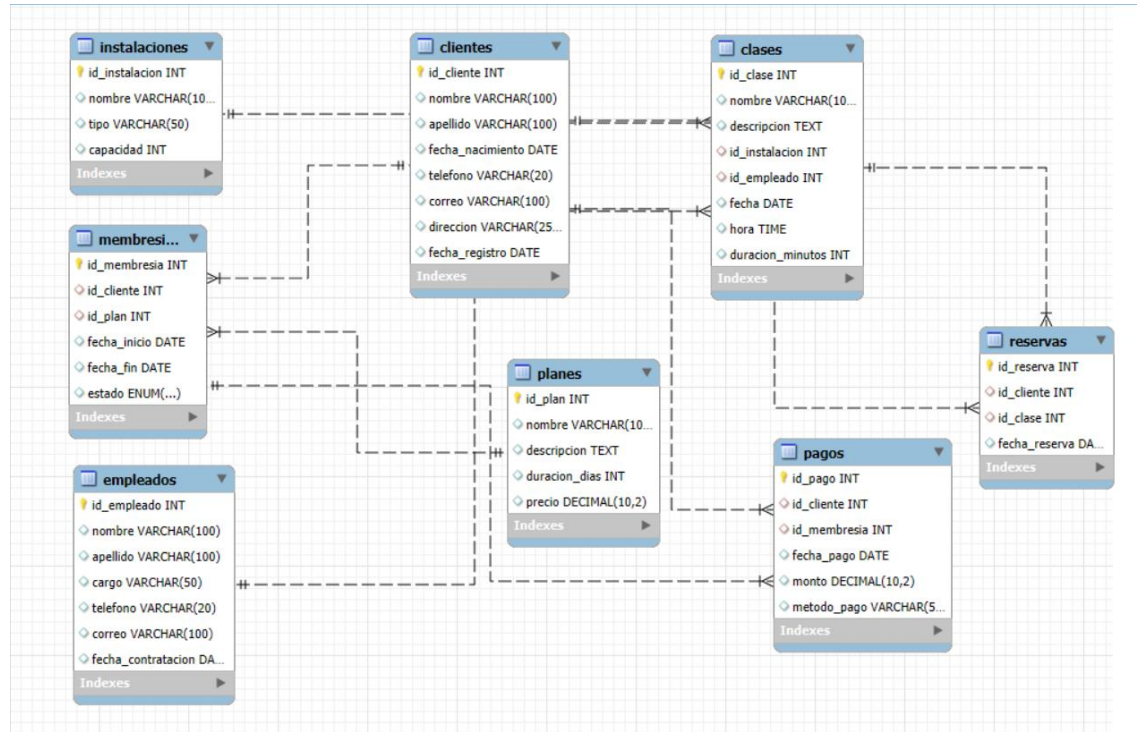 instalaciones
id_instalacion INT
nombre VARCHAR(10...
tipo VARCHAR(50)
capacidad INT
Indexes
clientes
id_cliente INT
nombre VARCHAR(100)
apellido VARCHAR(100)
fecha_nacimiento DATE
telefono VARCHAR(20)
correo VARCHAR(100)
direccion VARCHAR(25...
fecha_registro DATE
Indexes
clases
id_clase INT
nombre VARCHAR(10...
descripcion TEXT
id_instalacion INT
id_empleado INT
fecha DATE
hora TIME
duracion_minutos INT
Indexes
membresi...
id_membresia INT
id_cliente INT
id_plan INT
fecha_inicio DATE
fecha_fin DATE
estado ENUM(...)
Indexes
planes
id_plan INT
nombre VARCHAR(10...
descripcion TEXT
duracion_dias INT
precio DECIMAL(10,2)
Indexes
reservas
id_reserva INT
id_cliente INT
id_clase INT
fecha_reserva DA...
Indexes
empleados
id_empleado INT
nombre VARCHAR(100)
apellido VARCHAR(100)
cargo VARCHAR(50)
telefono VARCHAR(20)
correo VARCHAR(100)
fecha_contratacion DA...
Indexes
pagos
id_pago INT
id_cliente INT
id_membresia INT
fecha_pago DATE
monto DECIMAL(10,2)
metodo_pago VARCHAR(5...
Indexes